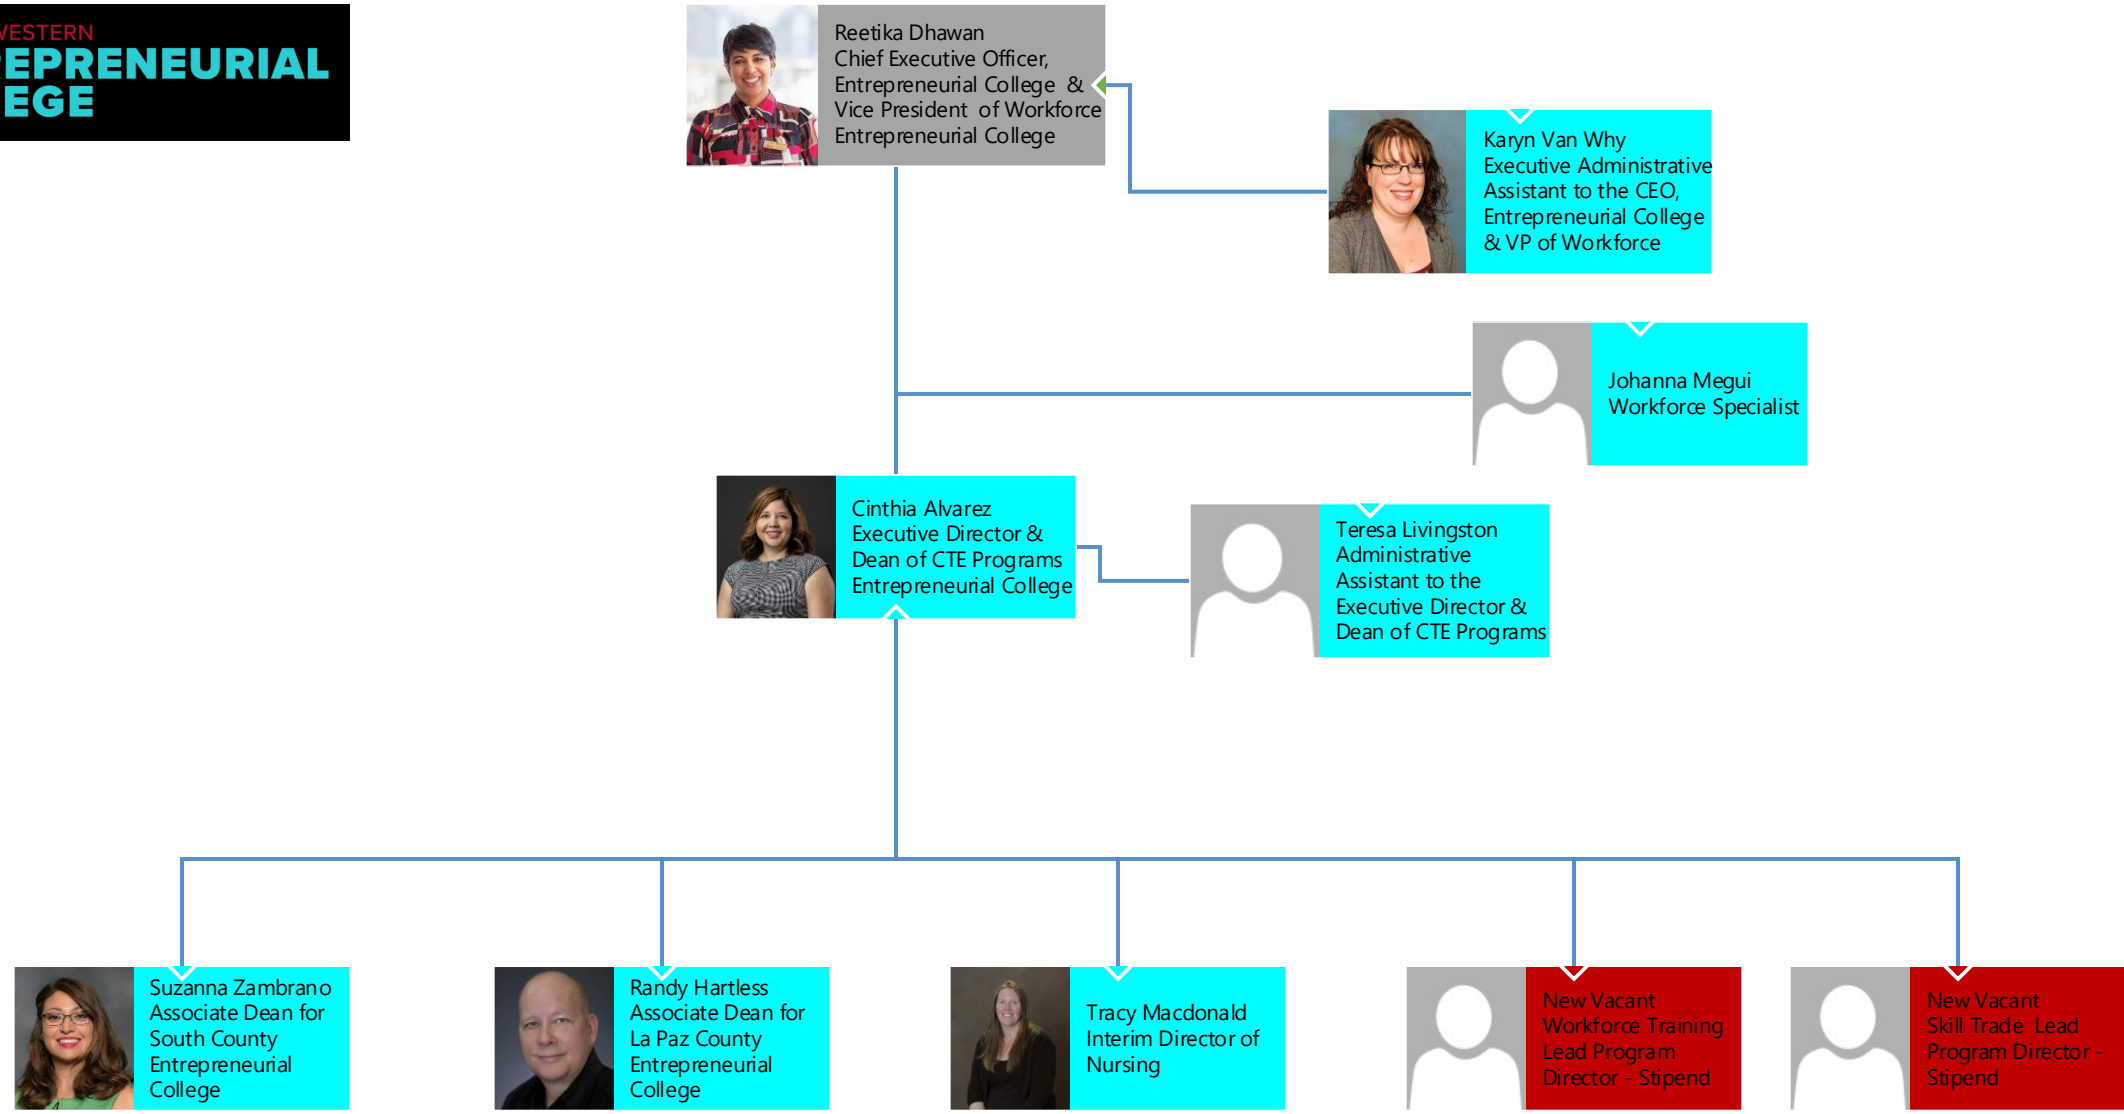 WESTERN
REPRENEURIAL
EGE
Reetika Dhawan
Chief Executive Officer,
Entrepreneurial College &
Vice President of Workforce
Entrepreneurial College
Karyn Van Why
Executive Administrative
Assistant to the CEO,
Entrepreneurial College
& VP of Workforce
Johanna Megui
Workforce Specialist
Cinthia Alvarez
Executive Director &
Dean of CTE Programs
Entrepreneurial College
Teresa Livingston
Administrative
Assistant to the
Executive Director &
Dean of CTE Programs
Suzanna Zambrano
Associate Dean for
South County
Entrepreneurial
College
Randy Hartless
Associate Dean for
La Paz County
Entrepreneurial
College
Tracy Macdonald
Interim Director of
Nursing
New Vacant
Workforce Training
Lead Program
Director - Stipend
New Vacant
Skill Trade Lead
Program Director -
Stipend